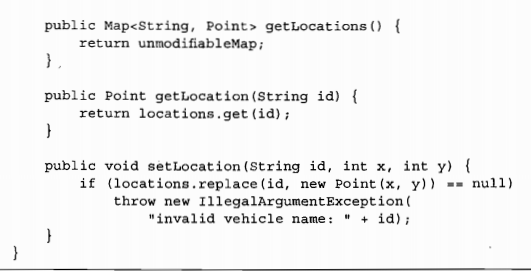 public Map<String, Point> getLocations() {
return unmodifiableMap;
}
public Point getLocation(String id) {
return locations.get(id);
}
public void setLocation(String id, int x, int y) {
if (locations.replace(id, new Point(x, y)) == null)
throw new IllegalArgumentException(
"invalid vehicle name: " + id);
}
}